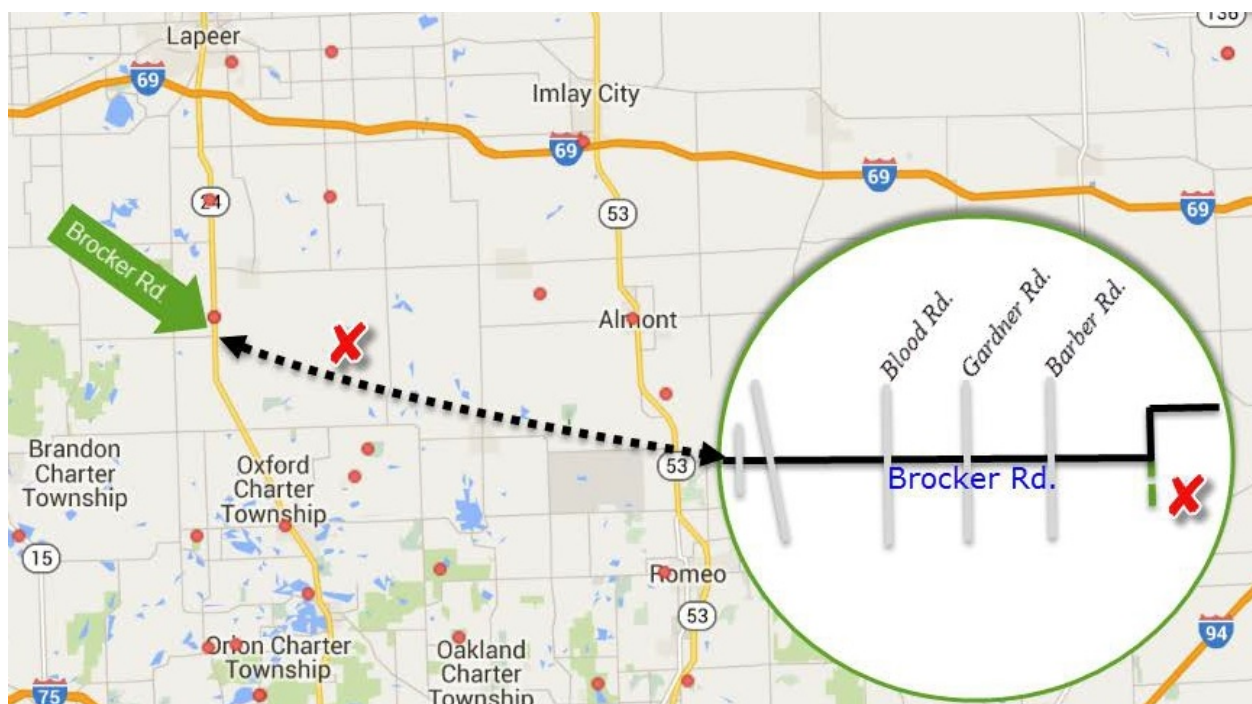 136
Lapeer
69
Imlay City
69
69
69
24
53
Brocker Rd.
Almont
Blood Rd.
Gardner Rd.
Barber Rd.
Brandon
Charter
Township
Oxford
Charter
Township
53
Brocker Rd.
15
Romeo
53
94
Orion Charter
Township
Oakland
Charter
Township
75